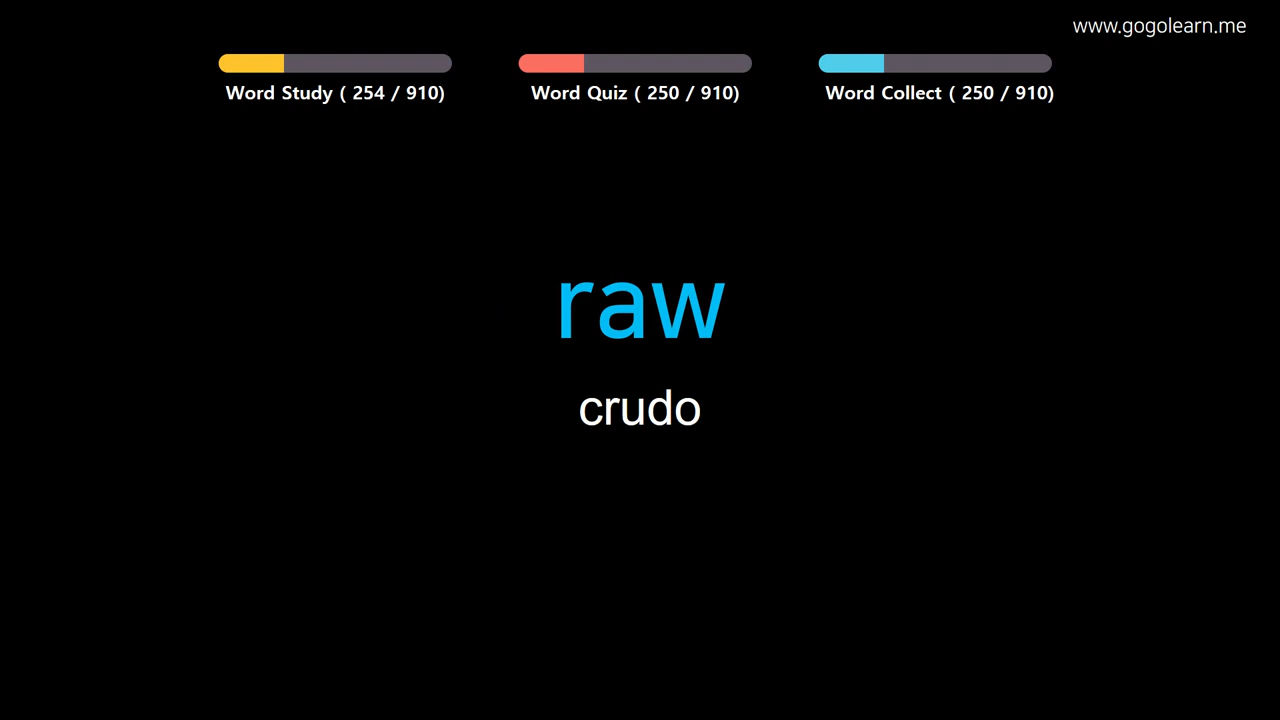 www.gogolearn.me
Word Study ( 254 / 910)
Word Quiz ( 250 / 910)
Word Collect ( 250 / 910)
raw
crudo